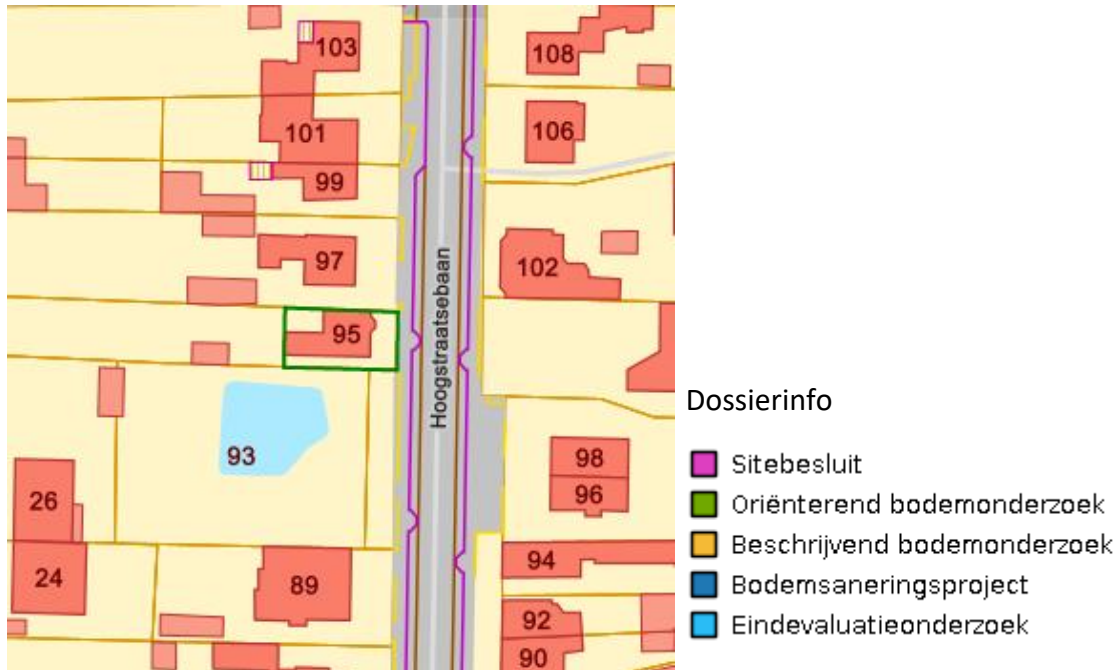 103
108
101
106
99
97
102
95
Hoogstraatsebaan
93
98
96
26
94
24
89
92
90
Dossierinfo
Sitebesluit
Oriënterend bodemonderzoek
Beschrijvend bodemonderzoek
Bodemsaneringsproject
Eindevaluatieonderzoek